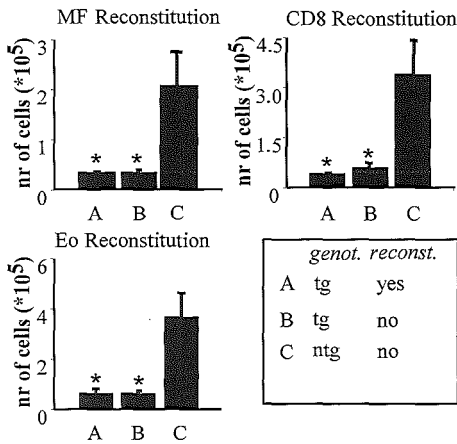 MF Reconstitution
nr of cells (*10⁵)
3
2
1
0
* *
A B C
CD8 Reconstitution
nr of cells (*10⁵)
4.5
3.0
1.5
0
* *
A B C
Eo Reconstitution
nr of cells (*10⁵)
6
4
2
0
* *
A B C
genot. reconst.
A tg yes
B tg no
C ntg no